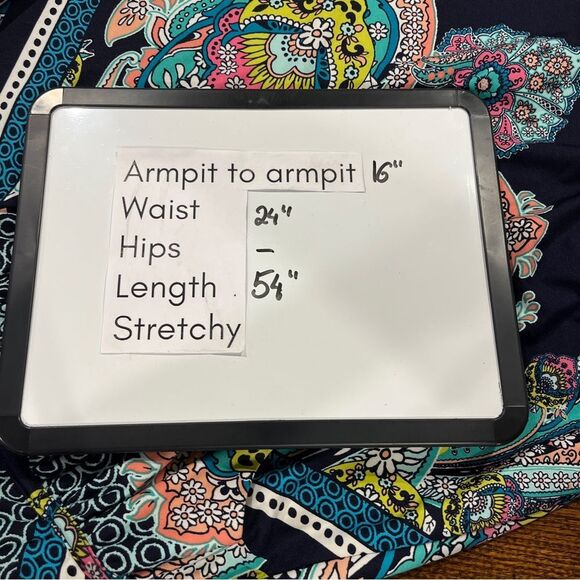 Armpit to armpit 16"
Waist 24"
Hips –
Length 54"
Stretchy